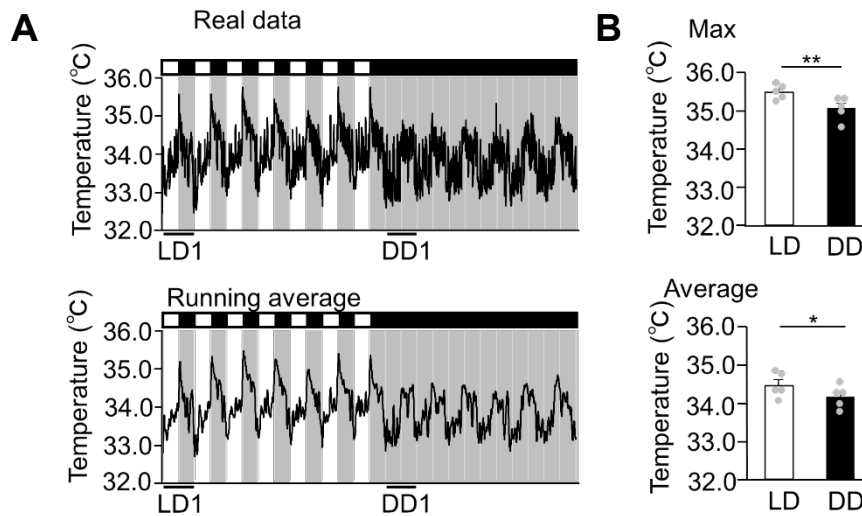 A
Real data
Temperature (℃)
36.0
35.0
34.0
33.0
32.0
LD1
DD1
Running average
Temperature (℃)
36.0
35.0
34.0
33.0
32.0
LD1
DD1
B
Max
Temperature (℃)
36.0
35.0
34.0
33.0
32.0
**
LD
DD
Average
Temperature (℃)
36.0
35.0
34.0
33.0
32.0
*
LD
DD